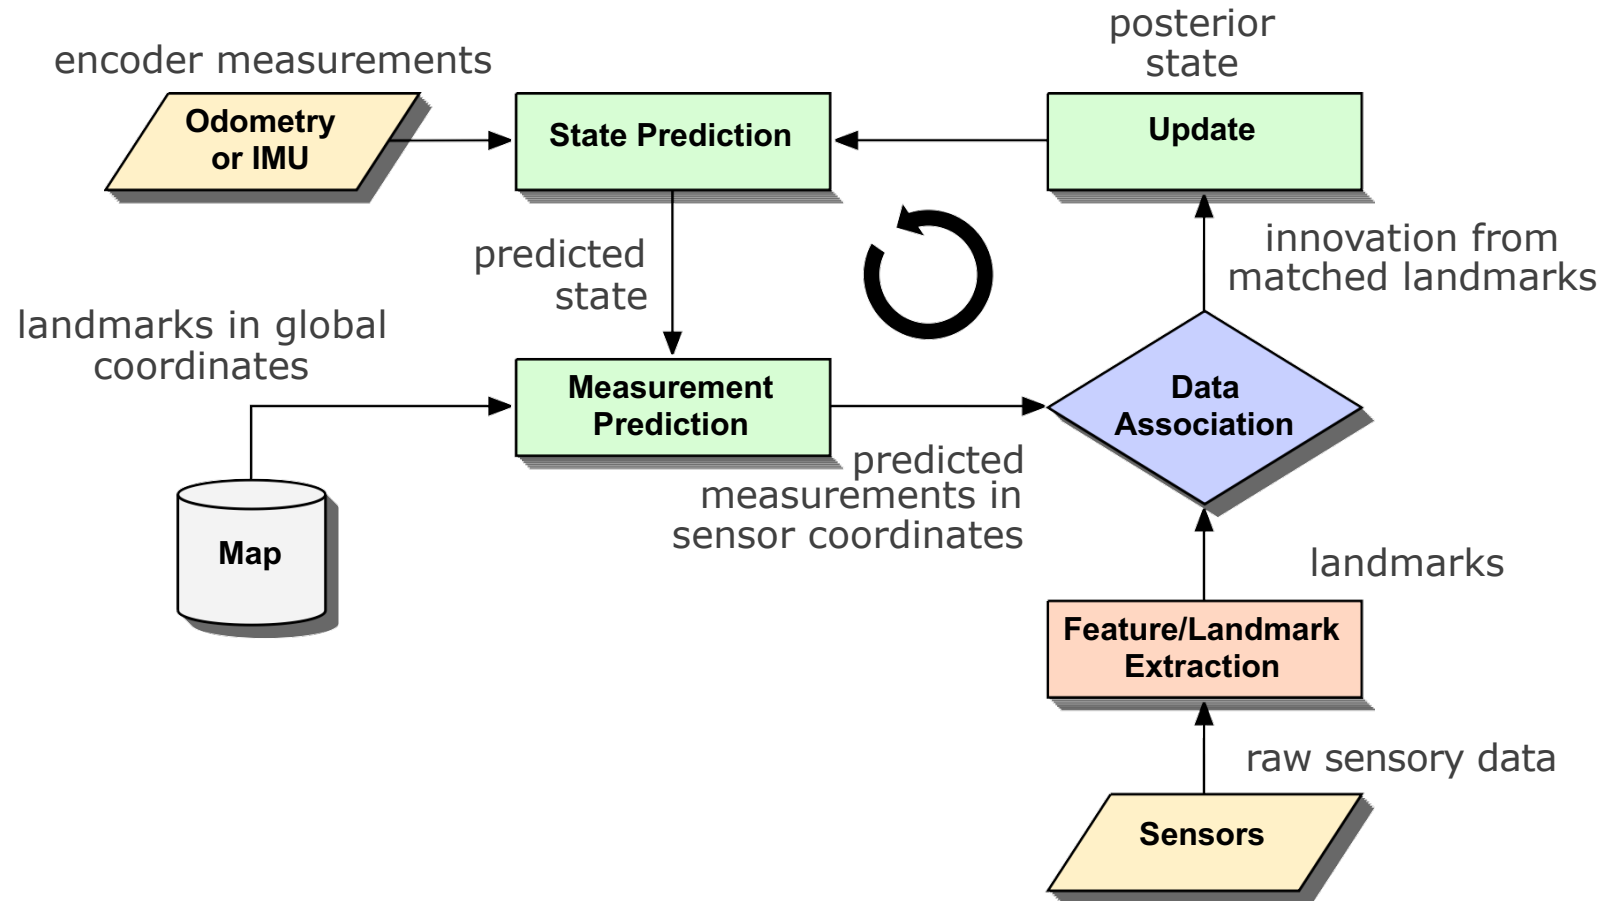 posterior
state
encoder measurements
Odometry
or IMU
State Prediction
Update
predicted
state
innovation from
matched landmarks
landmarks in global
coordinates
Measurement
Prediction
Data
Association
predicted
measurements in
sensor coordinates
Map
landmarks
Feature/Landmark
Extraction
raw sensory data
Sensors